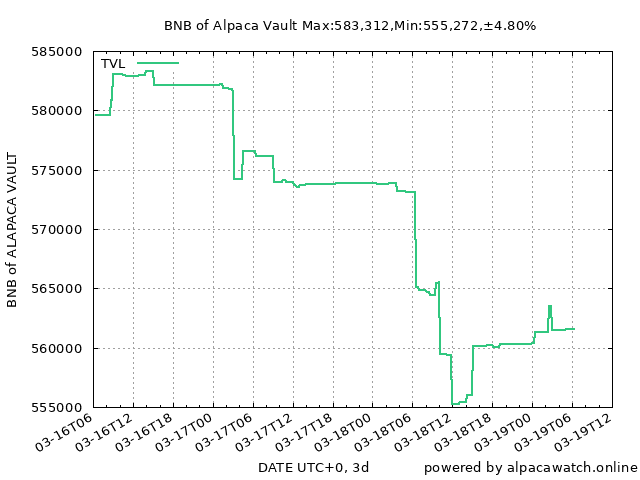 BNB of Alpaca Vault Max:583,312,Min:555,272,±4.80%
TVL
585000
580000
575000
570000
565000
560000
555000
BNB of ALAPACA VAULT
03-16T06
03-16T12
03-16T18
03-17T00
03-17T06
03-17T12
03-17T18
03-18T00
03-18T06
03-18T12
03-18T18
03-19T00
03-19T06
03-19T12
DATE UTC+0, 3d
powered by alpacawatch.online